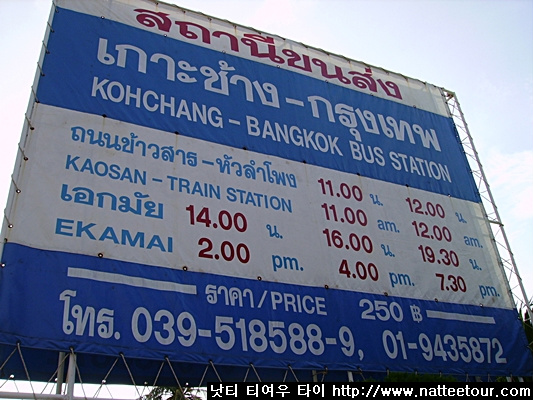 สถานีขนส่ง
เกาะช้าง - กรุงเทพ
KOHCHANG - BANGKOK BUS STATION
ถนนข้าวสาร - หัวลำโพง 11.00 น. 12.00 น.
KAOSAN - TRAIN STATION 11.00 am. 12.00 am.
เอกมัย 14.00 น. 16.00 น. 19.30 น.
EKAMAI 2.00 pm. 4.00 pm. 7.30 pm.
ราคา/PRICE 250 ฿
โทร. 039-518588-9, 01-9435872
낫티 티여우 타이 http://www.natteetour.com